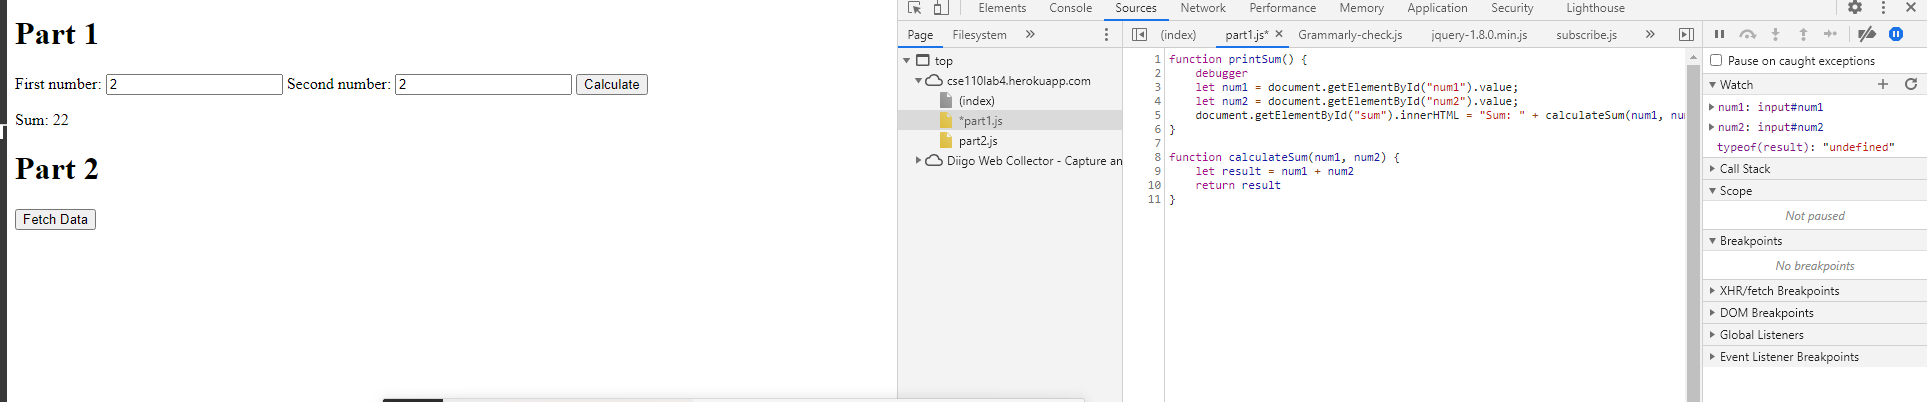 Part 1
First number: 2 Second number: 2 Calculate
Sum: 22
Part 2
Fetch Data
Elements Console Sources Network Performance Memory Application Security Lighthouse
Page Filesystem »
top
cse110lab4.herokuapp.com
(index)
*part1.js
part2.js
Diigo Web Collector - Capture an
(index) part1.js* × Grammarly-check.js jquery-1.8.0.min.js subscribe.js »
1 function printSum() {
2 debugger
3 let num1 = document.getElementById("num1").value;
4 let num2 = document.getElementById("num2").value;
5 document.getElementById("sum").innerHTML = "Sum: " + calculateSum(num1, nu
6 }
7
8 function calculateSum(num1, num2) {
9 let result = num1 + num2
10 return result
11 }
Pause on caught exceptions
Watch
num1: input#num1
num2: input#num2
typeof(result): "undefined"
Call Stack
Scope
Not paused
Breakpoints
No breakpoints
XHR/fetch Breakpoints
DOM Breakpoints
Global Listeners
Event Listener Breakpoints